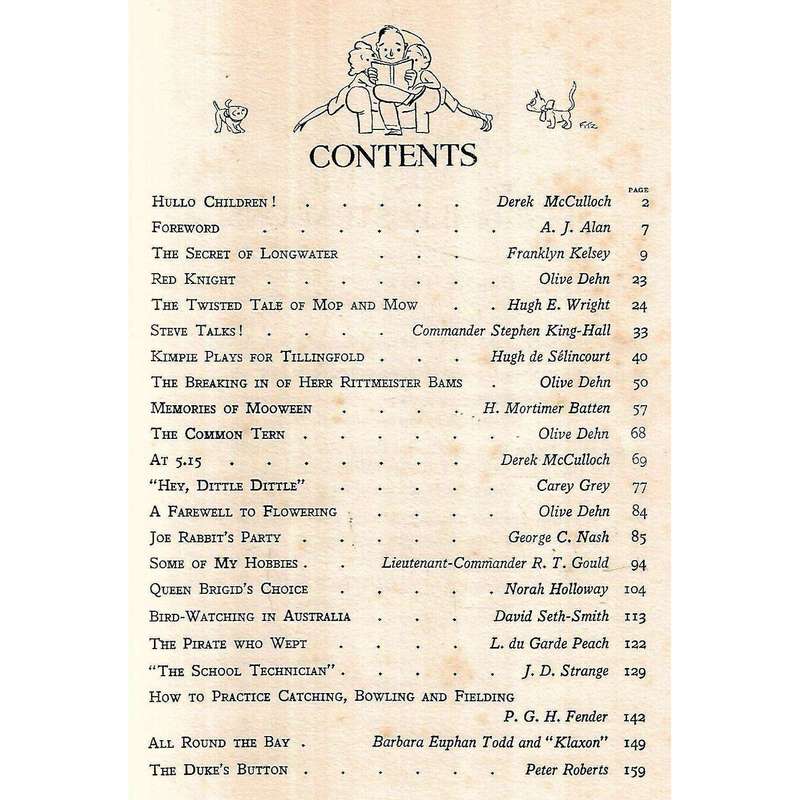 Fitz
CONTENTS
PAGE
Hullo Children! . . . . . Derek McCulloch 2
Foreword . . . . . . . A. J. Alan 7
The Secret of Longwater . . . Franklyn Kelsey 9
Red Knight . . . . . . . Olive Dehn 23
The Twisted Tale of Mop and Mow . . Hugh E. Wright 24
Steve Talks! . . . . Commander Stephen King-Hall 33
Kimpie Plays for Tillingfold . . . Hugh de Sélincourt 40
The Breaking in of Herr Rittmeister Bams . Olive Dehn 50
Memories of Mooween . . . . H. Mortimer Batten 57
The Common Tern . . . . . . Olive Dehn 68
At 5.15 . . . . . . . Derek McCulloch 69
"Hey, Dittle Dittle" . . . . . Carey Grey 77
A Farewell to Flowering . . . . Olive Dehn 84
Joe Rabbit's Party . . . . . George C. Nash 85
Some of My Hobbies . . Lieutenant-Commander R. T. Gould 94
Queen Brigid's Choice . . . . . Norah Holloway 104
Bird-Watching in Australia . . . David Seth-Smith 113
The Pirate who Wept . . . . L. du Garde Peach 122
"The School Technician" . . . . . J. D. Strange 129
How to Practice Catching, Bowling and Fielding
P. G. H. Fender 142
All Round the Bay . Barbara Euphan Todd and "Klaxon" 149
The Duke's Button . . . . . . Peter Roberts 159